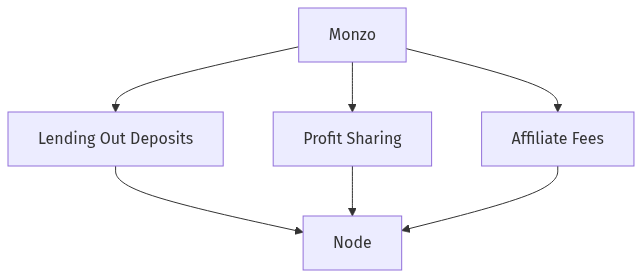 Monzo
Lending Out Deposits
Profit Sharing
Affiliate Fees
Node